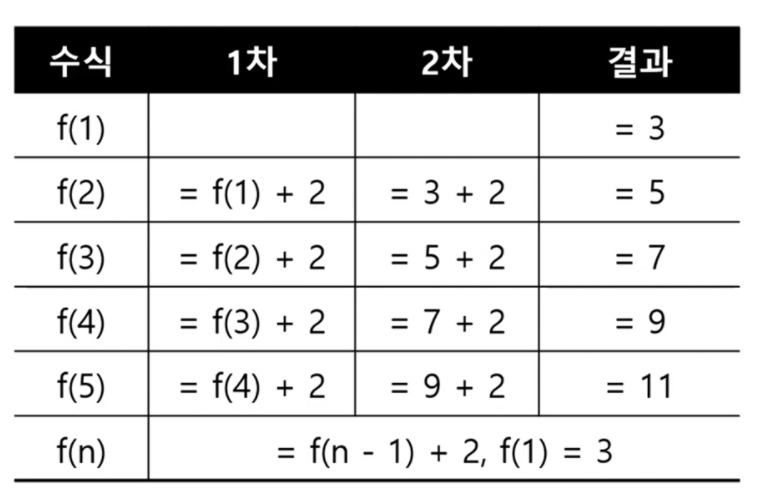 수식 1차 2차 결과
f(1) = 3
f(2) = f(1) + 2 = 3 + 2 = 5
f(3) = f(2) + 2 = 5 + 2 = 7
f(4) = f(3) + 2 = 7 + 2 = 9
f(5) = f(4) + 2 = 9 + 2 = 11
f(n) = f(n - 1) + 2, f(1) = 3